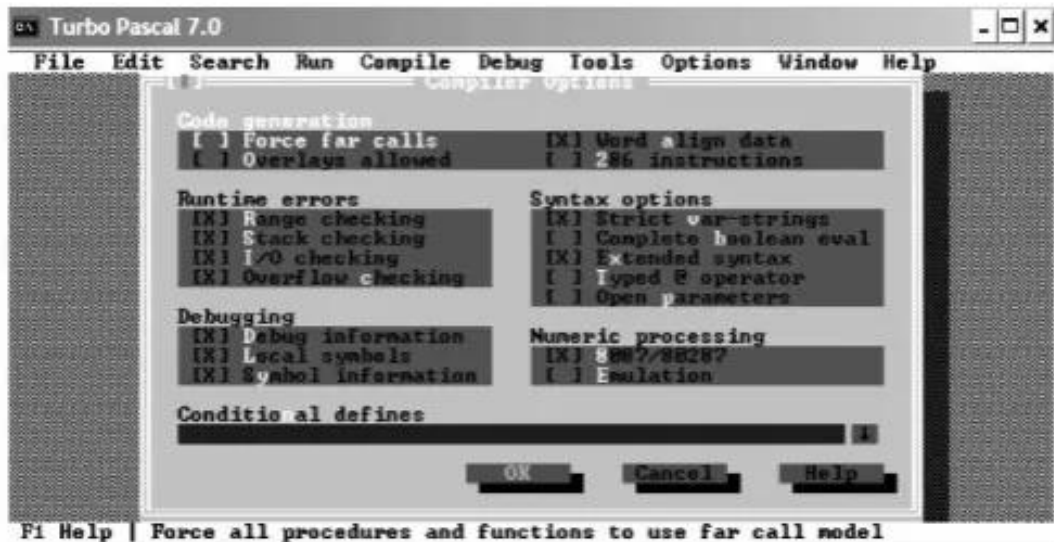 Turbo Pascal 7.0
File Edit Search Run Compile Debug Tools Options Window Help
Compiler Options
Code generation
[ ] Force far calls
[ ] Overlays allowed
[X] Word align data
[ ] 286 instructions
Runtime errors
[X] Range checking
[X] Stack checking
[X] I/O checking
[X] Overflow checking
Syntax options
[X] Strict var-strings
[ ] Complete boolean eval
[X] Extended syntax
[ ] Typed @ operator
[ ] Open parameters
Debugging
[X] Debug information
[X] Local symbols
[X] Symbol information
Numeric processing
[X] 8087/80287
[ ] Emulation
Conditional defines
OK Cancel Help
F1 Help | Force all procedures and functions to use far call model